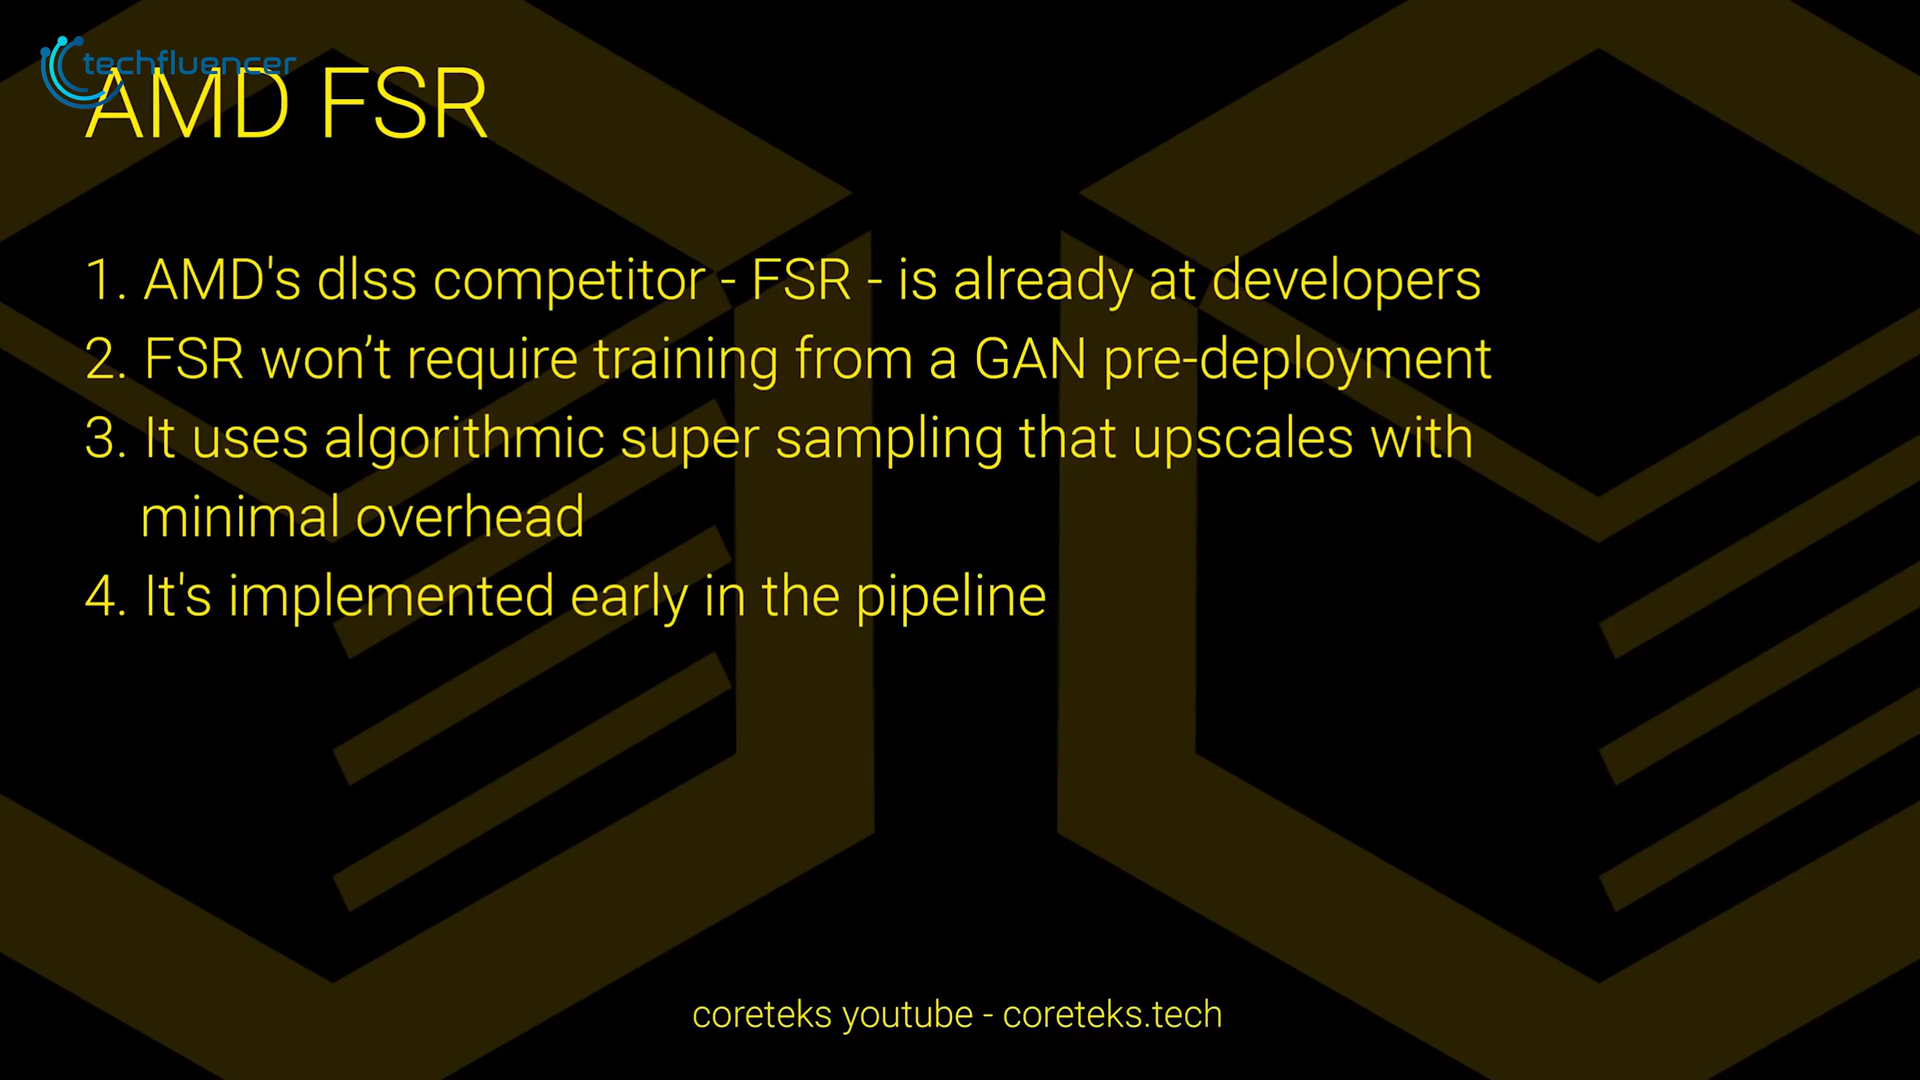 techfluencer
AMD FSR
1. AMD's dlss competitor - FSR - is already at developers
2. FSR won’t require training from a GAN pre-deployment
3. It uses algorithmic super sampling that upscales with
minimal overhead
4. It's implemented early in the pipeline
coreteks youtube - coreteks.tech